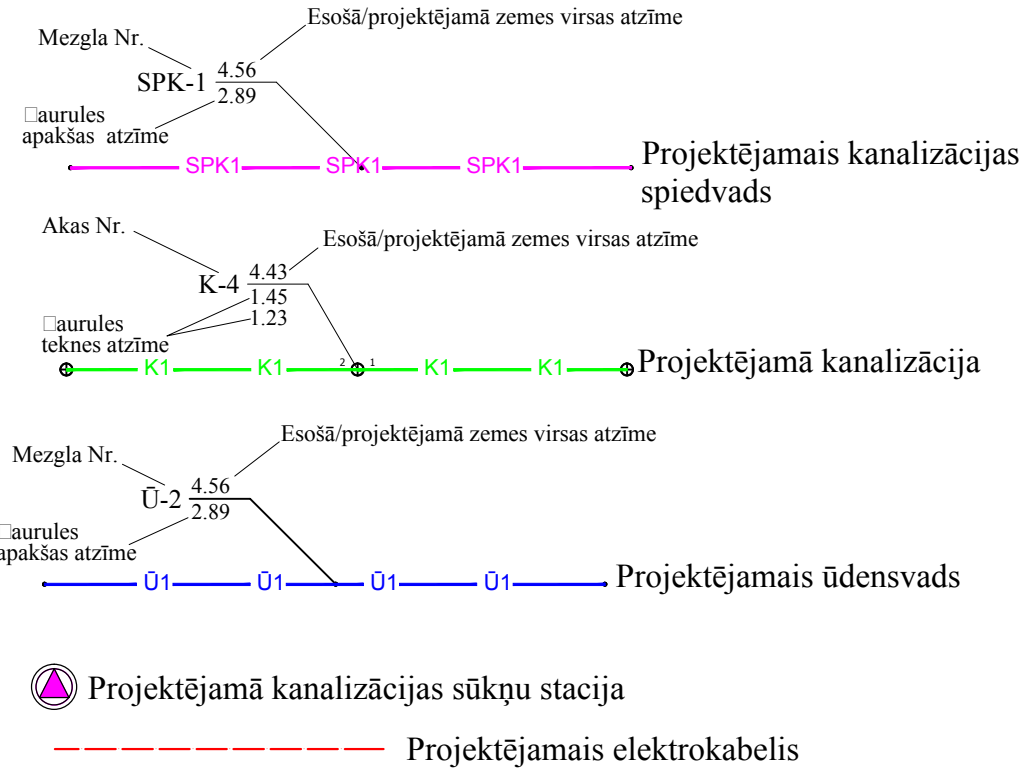 Esošā/projektējamā zemes virsas atzīme
Mezgla Nr.
SPK-1
4.56
2.89
□aurules
apakšas atzīme
SPK1 SPK1 SPK1
Projektējamais kanalizācijas
spiedvads
Akas Nr.
Esošā/projektējamā zemes virsas atzīme
K-4
4.43
1.45
1.23
□aurules
teknes atzīme
K1 K1 2 1 K1 K1
Projektējamā kanalizācija
Esošā/projektējamā zemes virsas atzīme
Mezgla Nr.
Ū-2
4.56
2.89
□aurules
apakšas atzīme
Ū1 Ū1 Ū1 Ū1
Projektējamais ūdensvads
Projektējamā kanalizācijas sūkņu stacija
Projektējamais elektrokabelis